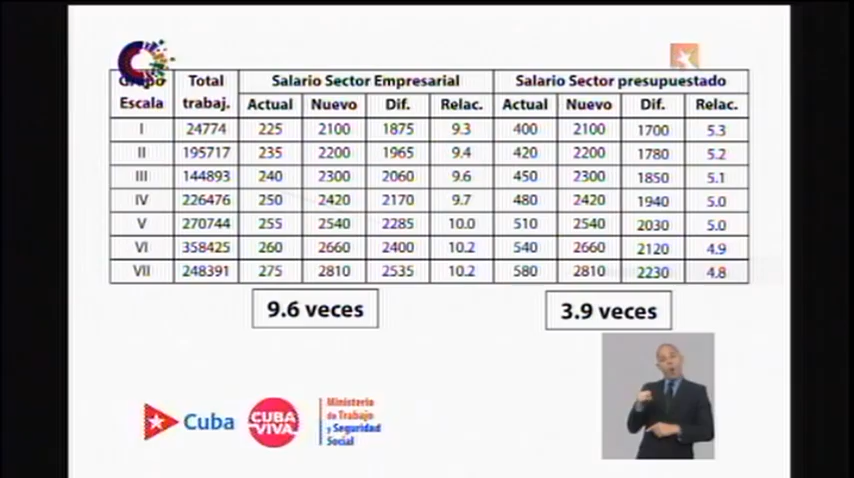 Salario Sector Empresarial Salario Sector presupuestado
Grupo Escala Total trabaj. Actual Nuevo Dif. Relac. Actual Nuevo Dif. Relac.
I 24774 225 2100 1875 9.3 400 2100 1700 5.3
II 195717 235 2200 1965 9.4 420 2200 1780 5.2
III 144893 240 2300 2060 9.6 450 2300 1850 5.1
IV 226476 250 2420 2170 9.7 480 2420 1940 5.0
V 270744 255 2540 2285 10.0 510 2540 2030 5.0
VI 358425 260 2660 2400 10.2 540 2660 2120 4.9
VII 248391 275 2810 2535 10.2 580 2810 2230 4.8
9.6 veces 3.9 veces
Cuba
CUBA
VIVA
Ministerio
de Trabajo
y Seguridad
Social